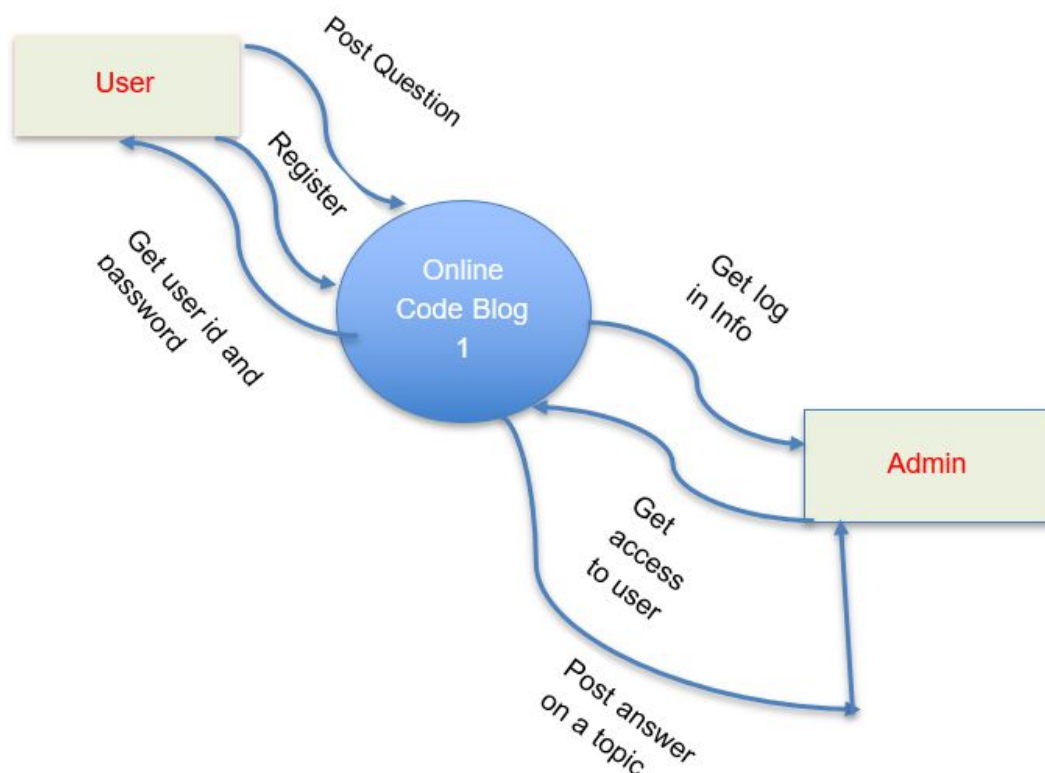 User
Post Question
Register
Get user id and
password
Online
Code Blog
1
Get log
in Info
Admin
Get
access
to user
Post answer
on a topic